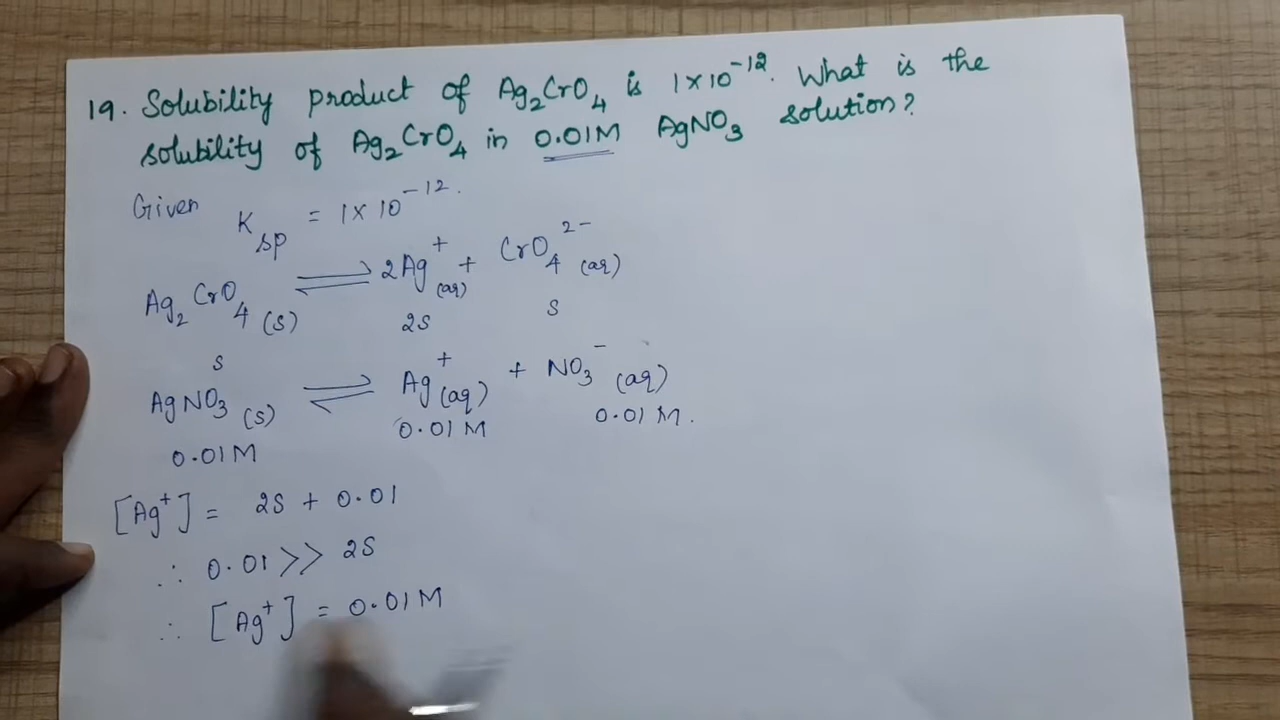 19. Solubility product of Ag₂CrO₄ is 1×10⁻¹². What is the
solubility of Ag₂CrO₄ in 0.01M AgNO₃ solution?
Given Ksp = 1×10⁻¹².
Ag₂CrO₄(s) ⇌ 2Ag⁺(aq) + CrO₄²⁻(aq)
s 2s s
AgNO₃(s) ⇌ Ag⁺(aq) + NO₃⁻(aq)
0.01M 0.01M 0.01M.
[Ag⁺] = 2s + 0.01
∴ 0.01 >> 2s
∴ [Ag⁺] = 0.01M